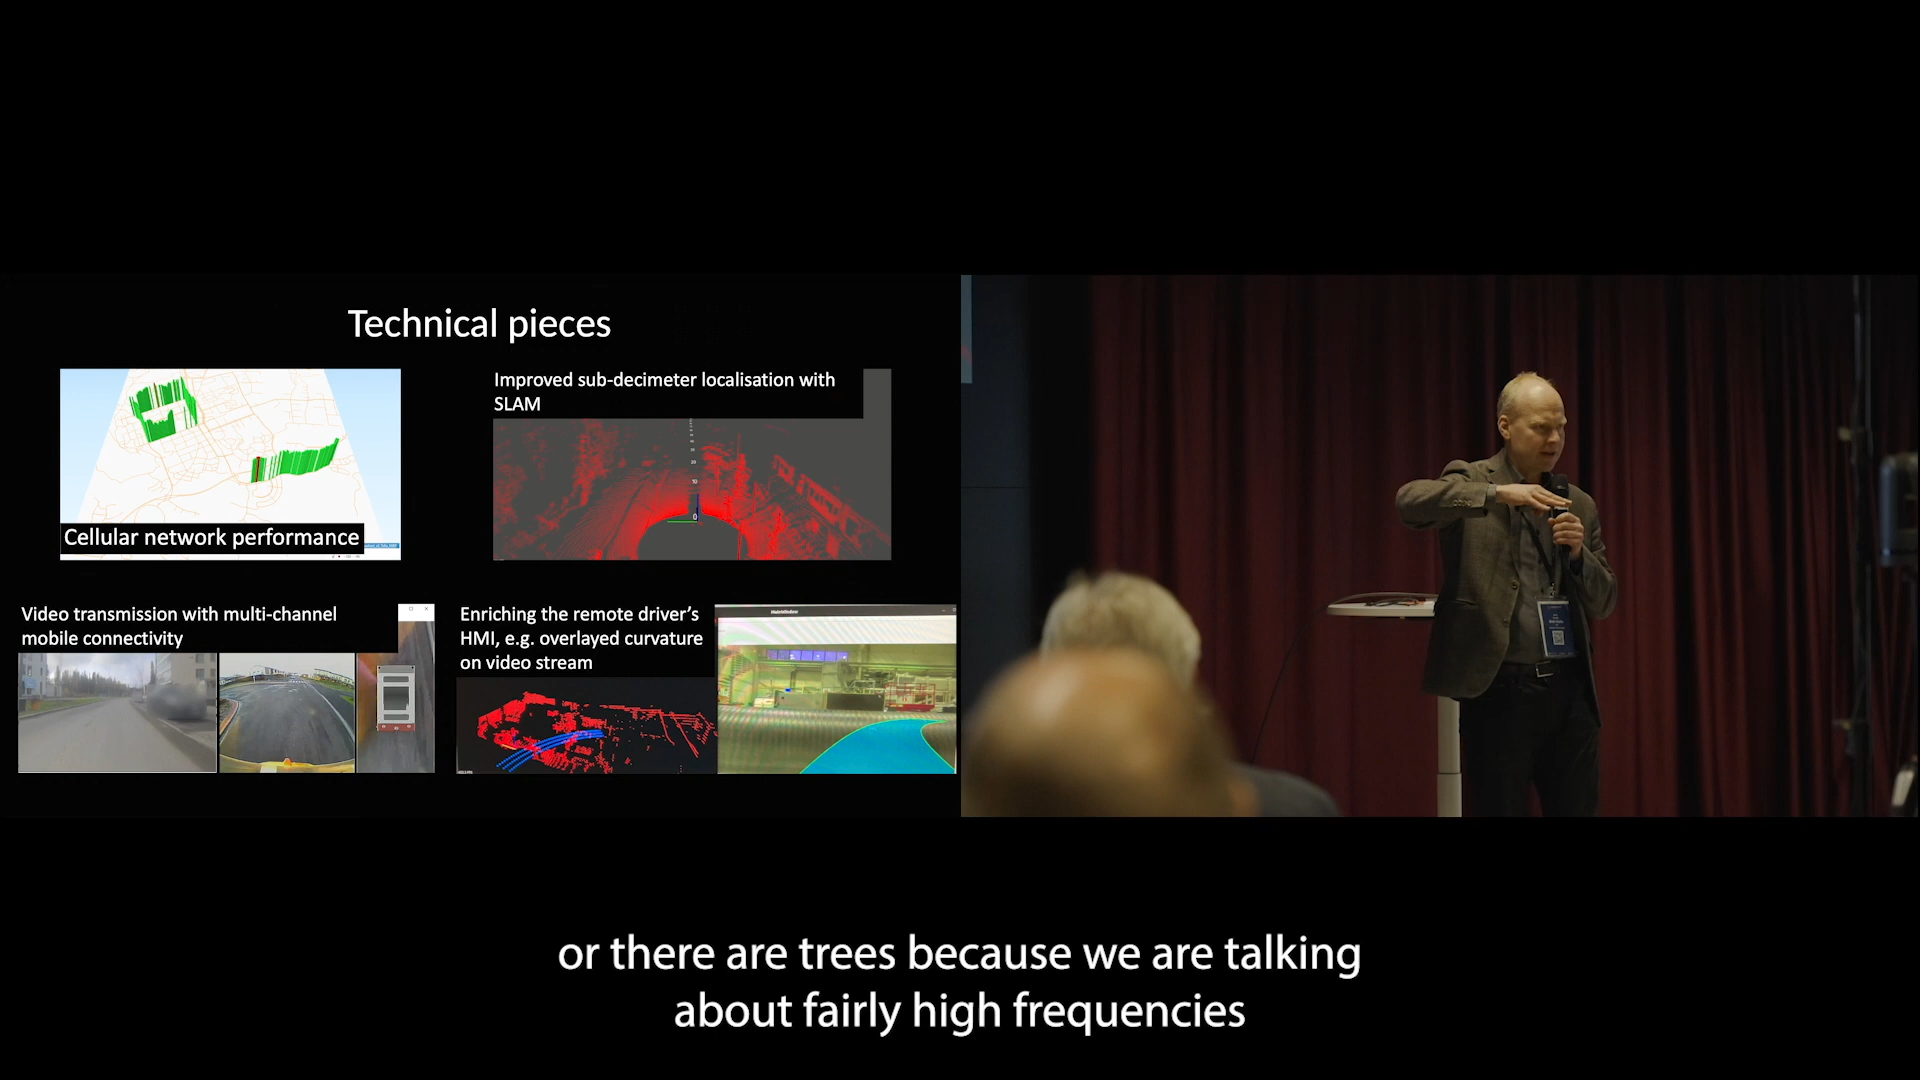 Technical pieces
Cellular network performance
Improved sub-decimeter localisation with
SLAM
10
0
Video transmission with multi-channel
mobile connectivity
Enriching the remote driver's
HMI, e.g. overlayed curvature
on video stream
or there are trees because we are talking
about fairly high frequencies